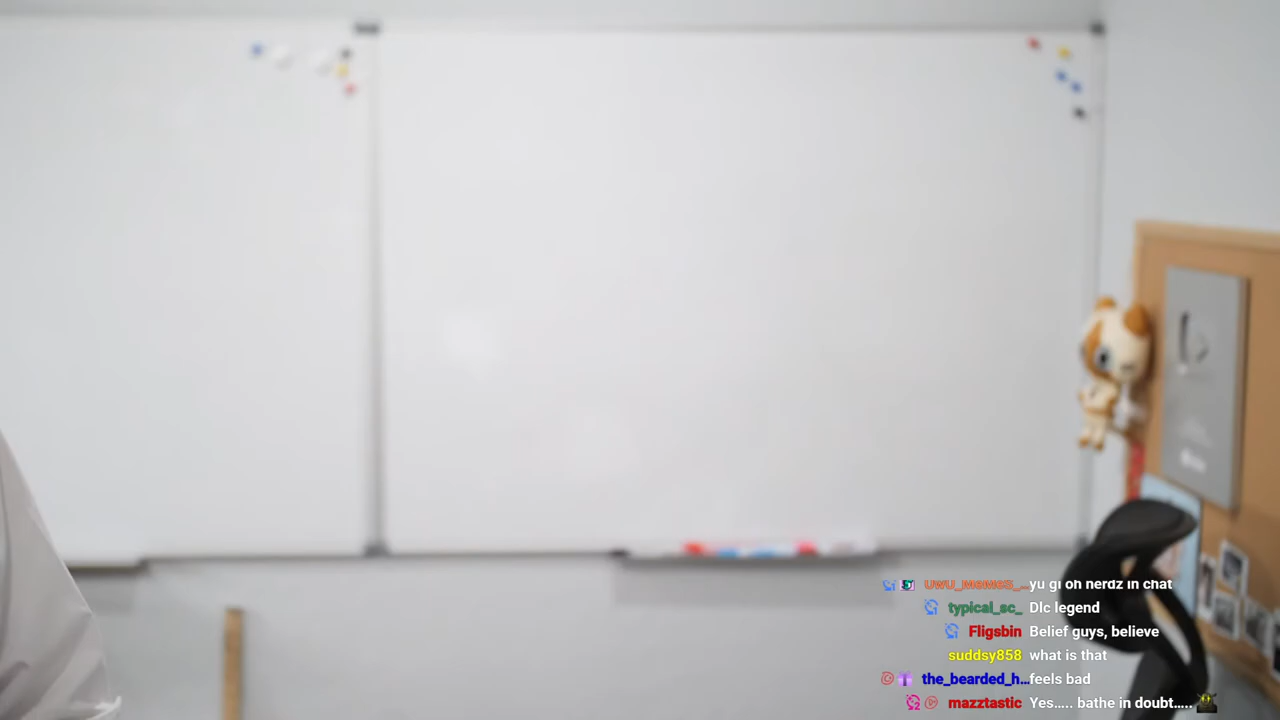 UWU_MEMES_…yu gi oh nerdz in chat
typical_sc_ Dlc legend
Fligsbin Belief guys, believe
suddsy858 what is that
the_bearded_h…feels bad
mazztastic Yes….. bathe in doubt…..